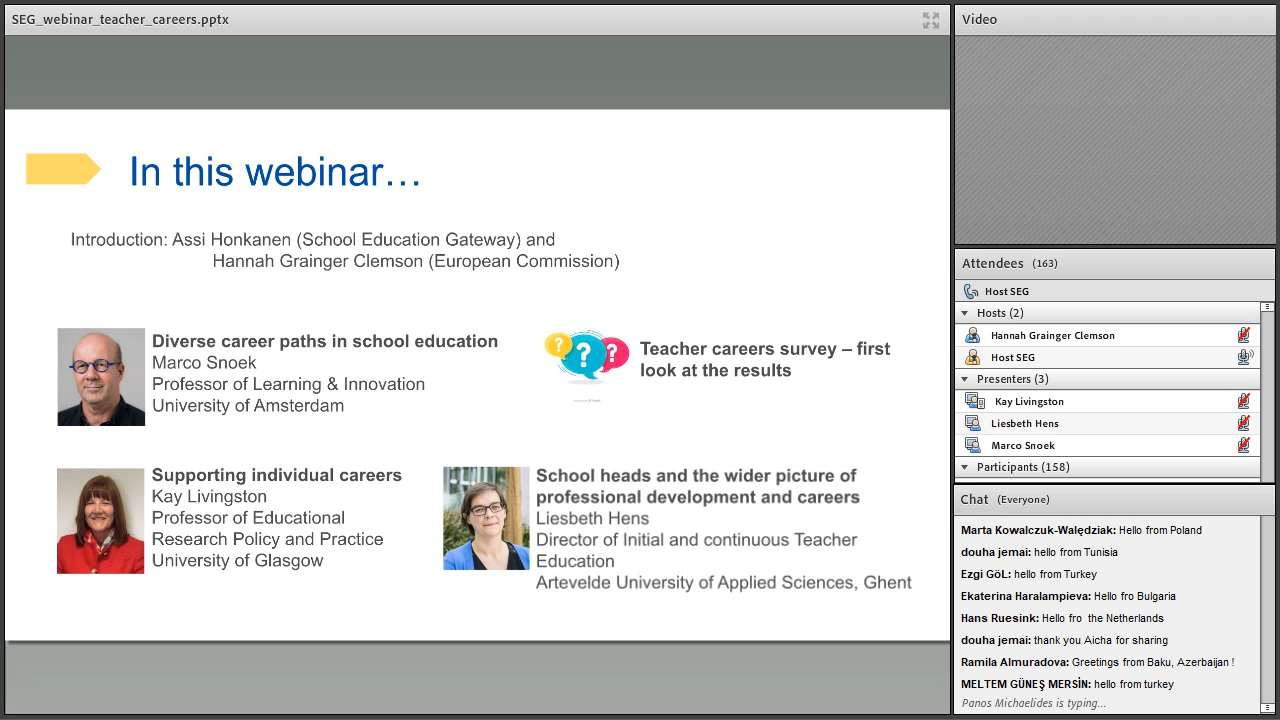 SEG_webinar_teacher_careers.pptx
In this webinar…
Introduction: Assi Honkanen (School Education Gateway) and
Hannah Grainger Clemson (European Commission)
Diverse career paths in school education
Marco Snoek
Professor of Learning & Innovation
University of Amsterdam
? ? ?
Teacher careers survey – first
look at the results
Supporting individual careers
Kay Livingston
Professor of Educational
Research Policy and Practice
University of Glasgow
School heads and the wider picture of
professional development and careers
Liesbeth Hens
Director of Initial and continuous Teacher
Education
Artevelde University of Applied Sciences, Ghent
Video
Attendees (163)
Host SEG
Hosts (2)
Hannah Grainger Clemson
Host SEG
Presenters (3)
Kay Livingston
Liesbeth Hens
Marco Snoek
Participants (158)
Chat (Everyone)
Marta Kowalczuk-Walędziak: Hello from Poland
douha jemai: hello from Tunisia
Ezgi GöL: hello from Turkey
Ekaterina Haralampieva: Hello fro Bulgaria
Hans Ruesink: Hello fro the Netherlands
douha jemai: thank you Aicha for sharing
Ramila Almuradova: Greetings from Baku, Azerbaijan !
MELTEM GÜNEŞ MERSİN: hello from turkey
Panos Michaelides is typing...